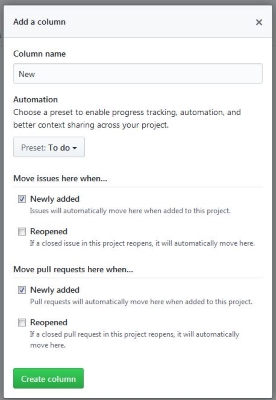 Add a column
Column name
New
Automation
Choose a preset to enable progress tracking, automation, and
better context sharing across your project.
Preset: To do
Move issues here when...
Newly added
Issues will automatically move here when added to this project.
Reopened
If a closed issue in this project reopens, it will automatically move here.
Move pull requests here when...
Newly added
Pull requests will automatically move here when added to this project.
Reopened
If a closed pull request in this project reopens, it will automatically
move here.
Create column